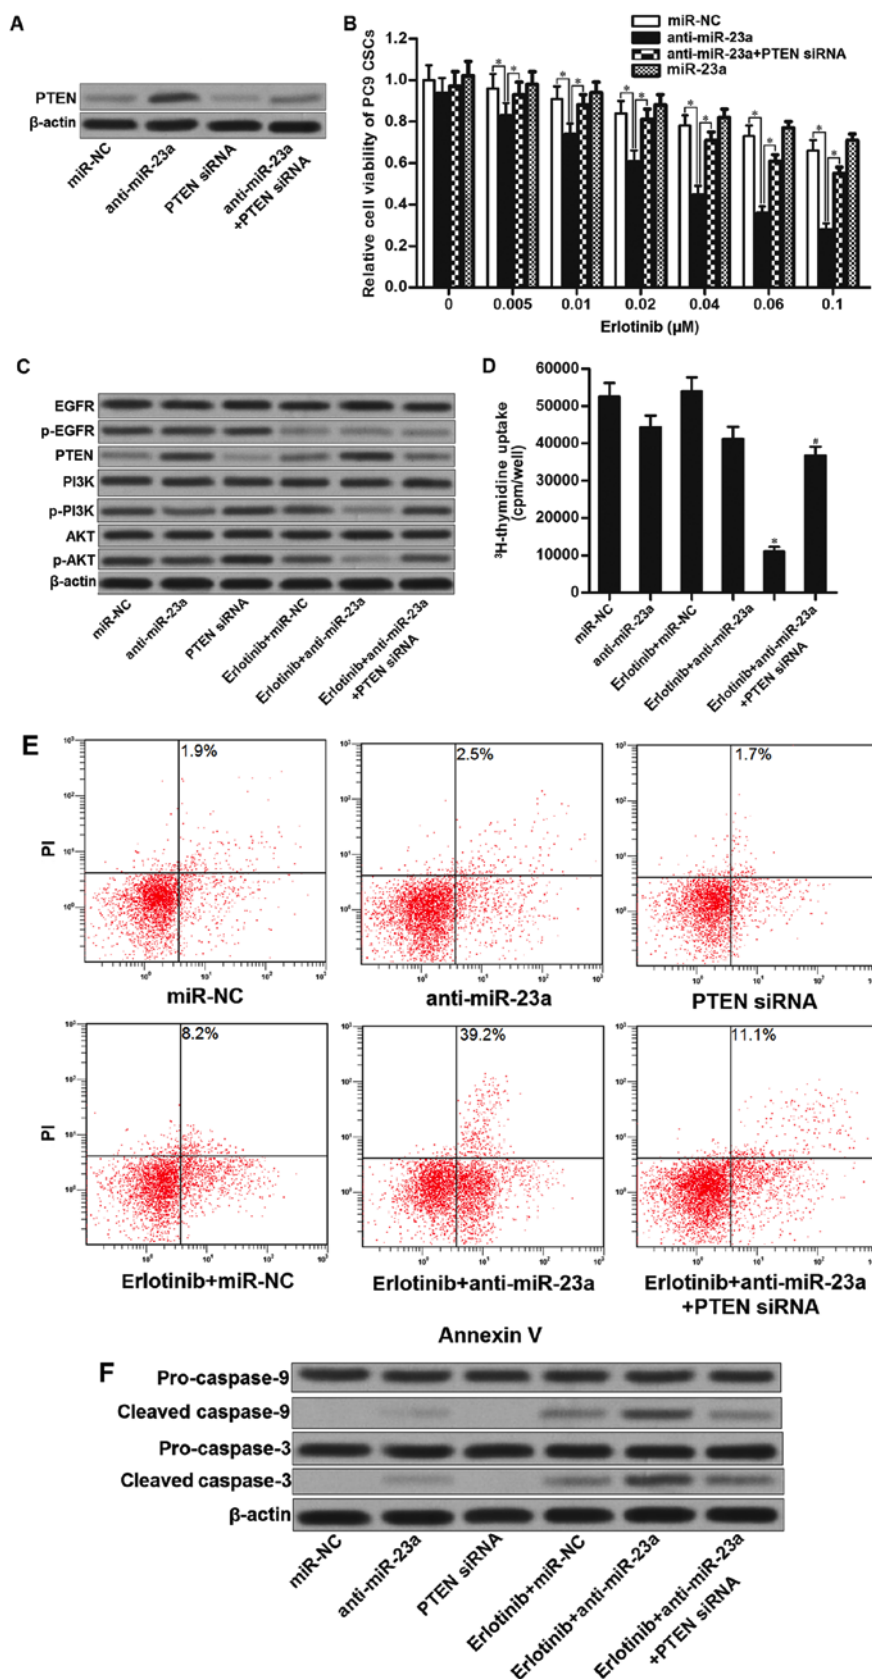 A
PTEN
β-actin
miR-NC
anti-miR-23a
PTEN siRNA
anti-miR-23a
+PTEN siRNA
B
miR-NC
anti-miR-23a
anti-miR-23a+PTEN siRNA
miR-23a
Relative cell viability of PC9 CSCs
1.2
1.0
0.8
0.6
0.4
0.2
0.0
* * * * * * * * * * * *
0 0.005 0.01 0.02 0.04 0.06 0.1
Erlotinib (µM)
C
EGFR
p-EGFR
PTEN
PI3K
p-PI3K
AKT
p-AKT
β-actin
miR-NC
anti-miR-23a
PTEN siRNA
Erlotinib+miR-NC
Erlotinib+anti-miR-23a
Erlotinib+anti-miR-23a
+PTEN siRNA
D
³H-thymidine uptake
(cpm/well)
60000
50000
40000
30000
20000
10000
0
*
#
miR-NC
anti-miR-23a
Erlotinib+miR-NC
Erlotinib+anti-miR-23a
Erlotinib+anti-miR-23a
+PTEN siRNA
E
1.9%
2.5%
1.7%
PI
miR-NC
anti-miR-23a
PTEN siRNA
8.2%
39.2%
11.1%
PI
Erlotinib+miR-NC
Erlotinib+anti-miR-23a
Erlotinib+anti-miR-23a
+PTEN siRNA
Annexin V
F
Pro-caspase-9
Cleaved caspase-9
Pro-caspase-3
Cleaved caspase-3
β-actin
miR-NC
anti-miR-23a
PTEN siRNA
Erlotinib+miR-NC
Erlotinib+anti-miR-23a
Erlotinib+anti-miR-23a
+PTEN siRNA